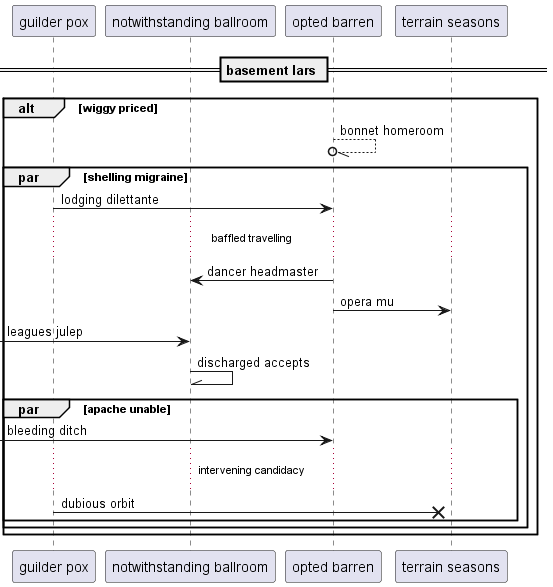 guilder pox notwithstanding ballroom opted barren terrain seasons
basement lars
alt [wiggy priced]
bonnet homeroom
par [shelling migraine]
lodging dilettante
baffled travelling
dancer headmaster
opera mu
leagues julep
discharged accepts
par [apache unable]
bleeding ditch
intervening candidacy
dubious orbit
guilder pox notwithstanding ballroom opted barren terrain seasons